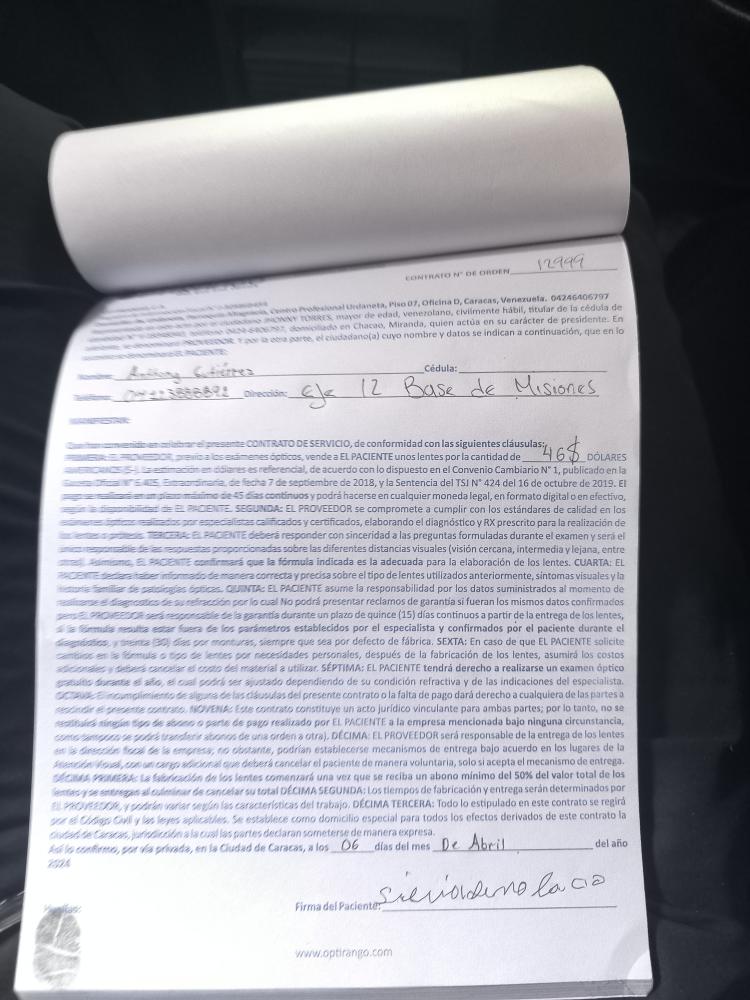 CONTRATO N° DE ORDEN 12999
Centro Profesional Urdaneta, Piso 07, Oficina D, Caracas, Venezuela. 04246406797
JHONNY TORRES, mayor de edad, venezolano, civilmente hábil, titular de la cédula de
domiciliado en Chacao, Miranda, quien actúa en su carácter de presidente. En
PROVEEDOR. Y por la otra parte, el ciudadano(a) cuyo nombre y datos se indican a continuación, que en lo
EL PACIENTE:
Anthony Gutiérrez Cédula:
Dirección: Eje 12 Base de Misiones
MANIFIESTAN:
Que han convenido en celebrar el presente CONTRATO DE SERVICIO, de conformidad con las siguientes cláusulas:
PRIMERA: EL PROVEEDOR, previo a los exámenes ópticos, vende a EL PACIENTE unos lentes por la cantidad de 46$ DÓLARES
AMERICANOS ($-). La estimación en dólares es referencial, de acuerdo con lo dispuesto en el Convenio Cambiario N° 1, publicado en la
Gaceta Oficial N° 6.405, Extraordinaria, de fecha 7 de septiembre de 2018, y la Sentencia del TSJ N° 424 del 16 de octubre de 2019. El
pago se realizará en un plazo máximo de 45 días continuos y podrá hacerse en cualquier moneda legal, en formato digital o en efectivo,
según la disponibilidad de EL PACIENTE. SEGUNDA: EL PROVEEDOR se compromete a cumplir con los estándares de calidad en los
exámenes ópticos realizados por especialistas calificados y certificados, elaborando el diagnóstico y RX prescrito para la realización de
los lentes o prótesis. TERCERA: EL PACIENTE deberá responder con sinceridad a las preguntas formuladas durante el examen y será el
único responsable de las respuestas proporcionadas sobre las diferentes distancias visuales (visión cercana, intermedia y lejana, entre
otras). Asimismo, EL PACIENTE confirmará que la fórmula indicada es la adecuada para la elaboración de los lentes. CUARTA: EL
PACIENTE declara haber informado de manera correcta y precisa sobre el tipo de lentes utilizados anteriormente, síntomas visuales y la
historia familiar de patologías ópticas. QUINTA: EL PACIENTE asume la responsabilidad por los datos suministrados al momento de
realizarse el diagnostico de su refracción por lo cual No podrá presentar reclamos de garantía si fueran los mismos datos confirmados
pero EL PROVEEDOR será responsable de la garantía durante un plazo de quince (15) días continuos a partir de la entrega de los lentes,
si la fórmula resulta estar fuera de los parámetros establecidos por el especialista y confirmados por el paciente durante el
diagnóstico, y treinta (30) días por monturas, siempre que sea por defecto de fábrica. SEXTA: En caso de que EL PACIENTE solicite
cambios en la fórmula o tipo de lentes por necesidades personales, después de la fabricación de los lentes, asumirá los costos
adicionales y deberá cancelar el costo del material a utilizar. SÉPTIMA: EL PACIENTE tendrá derecho a realizarse un examen óptico
gratuito durante el año, el cual podrá ser ajustado dependiendo de su condición refractiva y de las indicaciones del especialista.
OCTAVA: El incumplimiento de alguna de las cláusulas del presente contrato o la falta de pago dará derecho a cualquiera de las partes a
rescindir el presente contrato. NOVENA: Este contrato constituye un acto jurídico vinculante para ambas partes; por lo tanto, no se
restituirá ningún tipo de abono o parte de pago realizado por EL PACIENTE a la empresa mencionada bajo ninguna circunstancia,
como tampoco se podrá transferir abonos de una orden a otra). DÉCIMA: EL PROVEEDOR será responsable de la entrega de los lentes
en la dirección fiscal de la empresa; no obstante, podrían establecerse mecanismos de entrega bajo acuerdo en los lugares de la
Atención Visual, con un cargo adicional que deberá cancelar el paciente de manera voluntaria, solo si acepta el mecanismo de entrega.
DÉCIMA PRIMERA: La fabricación de los lentes comenzará una vez que se reciba un abono mínimo del 50% del valor total de los
lentes y se entregan al culminar de cancelar su total DÉCIMA SEGUNDA: Los tiempos de fabricación y entrega serán determinados por
EL PROVEEDOR, y podrán variar según las características del trabajo. DÉCIMA TERCERA: Todo lo estipulado en este contrato se regirá
por el Código Civil y las leyes aplicables. Se establece como domicilio especial para todos los efectos derivados de este contrato la
ciudad de Caracas, jurisdicción a la cual las partes declaran someterse de manera expresa.
Así lo confirmo, por vía privada, en la Ciudad de Caracas, a los 06 días del mes De Abril del año
2024
Firma del Paciente:
Huellas:
www.optirango.com